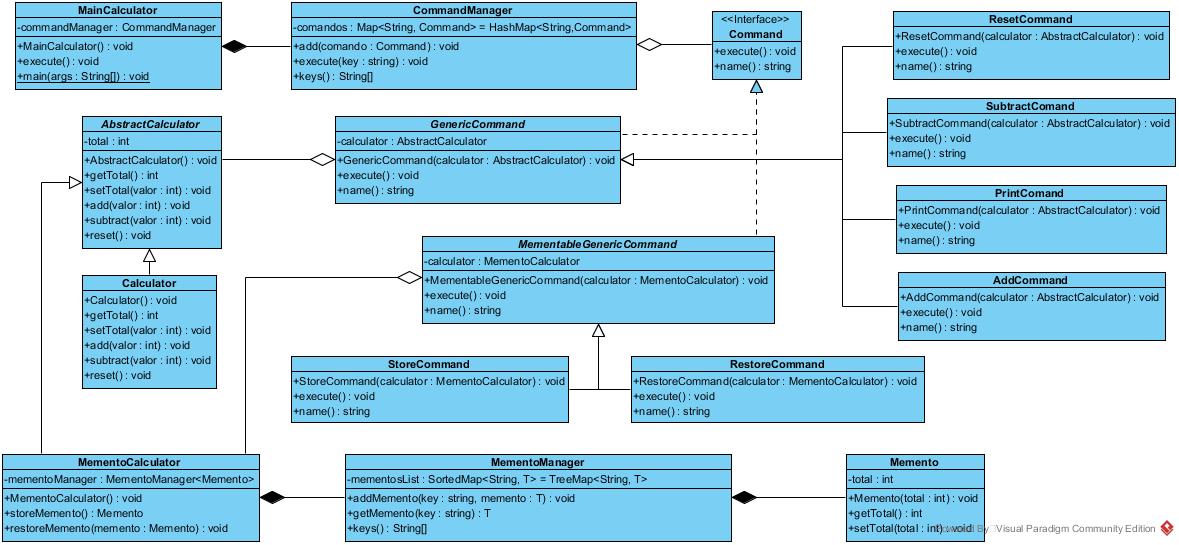 MainCalculator
-commandManager : CommandManager
+MainCalculator() : void
+execute() : void
+main(args : String[]) : void
CommandManager
-comandos : Map<String, Command> = HashMap<String,Command>
+add(comando : Command) : void
+execute(key : string) : void
+keys() : String[]
<<Interface>>
Command
+execute() : void
+name() : string
ResetCommand
+ResetCommand(calculator : AbstractCalculator) : void
+execute() : void
+name() : string
SubtractComand
+SubtractCommand(calculator : AbstractCalculator) : void
+execute() : void
+name() : string
AbstractCalculator
-total : int
+AbstractCalculator() : void
+getTotal() : int
+setTotal(valor : int) : void
+add(valor : int) : void
+subtract(valor : int) : void
+reset() : void
GenericCommand
-calculator : AbstractCalculator
+GenericCommand(calculator : AbstractCalculator) : void
+execute() : void
+name() : string
PrintComand
+PrintCommand(calculator : AbstractCalculator) : void
+execute() : void
+name() : string
MementableGenericCommand
-calculator : MementoCalculator
+MementableGenericCommand(calculator : MementoCalculator) : void
+execute() : void
+name() : string
AddCommand
+AddCommand(calculator : AbstractCalculator) : void
+execute() : void
+name() : string
Calculator
+Calculator() : void
+getTotal() : int
+setTotal(valor : int) : void
+add(valor : int) : void
+subtract(valor : int) : void
+reset() : void
StoreCommand
+StoreCommand(calculator : MementoCalculator) : void
+execute() : void
+name() : string
RestoreCommand
+RestoreCommand(calculator : MementoCalculator) : void
+execute() : void
+name() : string
MementoCalculator
-mementoManager : MementoManager<Memento>
+MementoCalculator() : void
+storeMemento() : Memento
+restoreMemento(memento : Memento) : void
MementoManager
-mementosList : SortedMap<String, T> = TreeMap<String, T>
+addMemento(key : string, memento : T) : void
+getMemento(key : string) : T
+keys() : String[]
Memento
-total : int
+Memento(total : int) : void
+getTotal() : int
+setTotal(total : int) : void
Powered By Visual Paradigm Community Edition